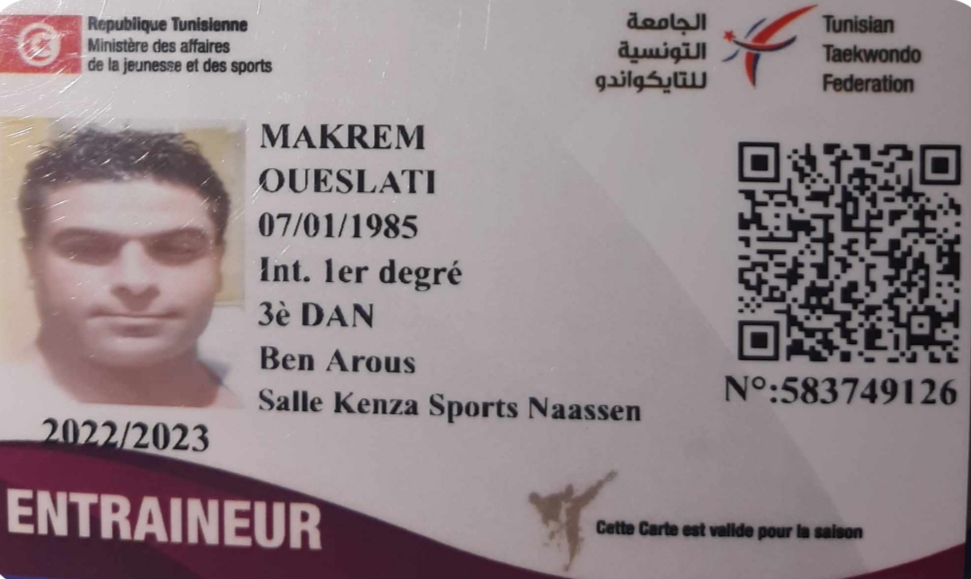 Republique Tunisienne
Ministère des affaires
de la jeunesse et des sports
الجامعة
التونسية
للتايكواندو
Tunisian
Taekwondo
Federation
MAKREM
OUESLATI
07/01/1985
Int. 1er degré
3è DAN
Ben Arous
Salle Kenza Sports Naassen
N°:583749126
2022/2023
ENTRAINEUR
Cette Carte est valide pour la saison